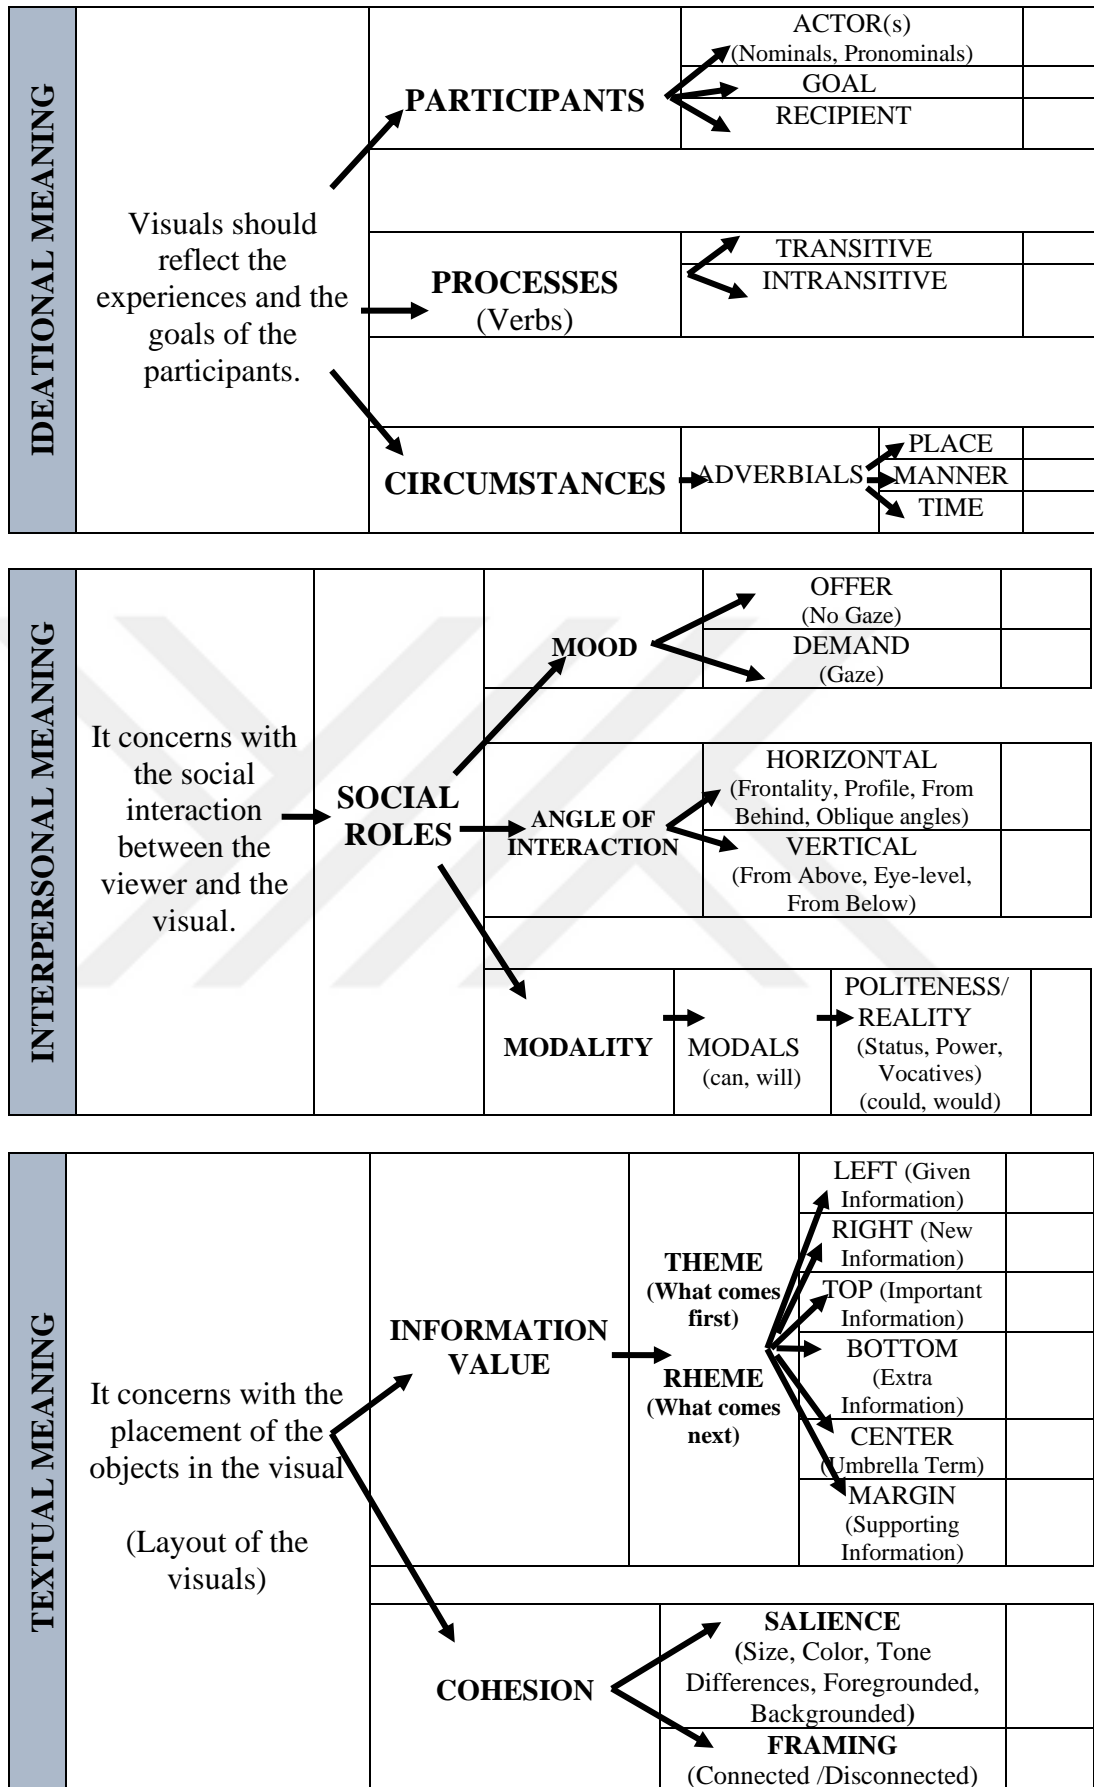 IDEATIONAL MEANING
Visuals should
reflect the
experiences and the
goals of the
participants.
PARTICIPANTS
ACTOR(s)
(Nominals, Pronominals)
GOAL
RECIPIENT
PROCESSES
(Verbs)
TRANSITIVE
INTRANSITIVE
CIRCUMSTANCES
ADVERBIALS
PLACE
MANNER
TIME
INTERPERSONAL MEANING
It concerns with
the social
interaction
between the
viewer and the
visual.
SOCIAL
ROLES
MOOD
OFFER
(No Gaze)
DEMAND
(Gaze)
ANGLE OF
INTERACTION
HORIZONTAL
(Frontality, Profile, From
Behind, Oblique angles)
VERTICAL
(From Above, Eye-level,
From Below)
MODALITY
MODALS
(can, will)
POLITENESS/
REALITY
(Status, Power,
Vocatives)
(could, would)
TEXTUAL MEANING
It concerns with the
placement of the
objects in the visual
(Layout of the
visuals)
INFORMATION
VALUE
THEME
(What comes
first)
RHEME
(What comes
next)
LEFT (Given
Information)
RIGHT (New
Information)
TOP (Important
Information)
BOTTOM
(Extra
Information)
CENTER
(Umbrella Term)
MARGIN
(Supporting
Information)
COHESION
SALIENCE
(Size, Color, Tone
Differences, Foregrounded,
Backgrounded)
FRAMING
(Connected /Disconnected)